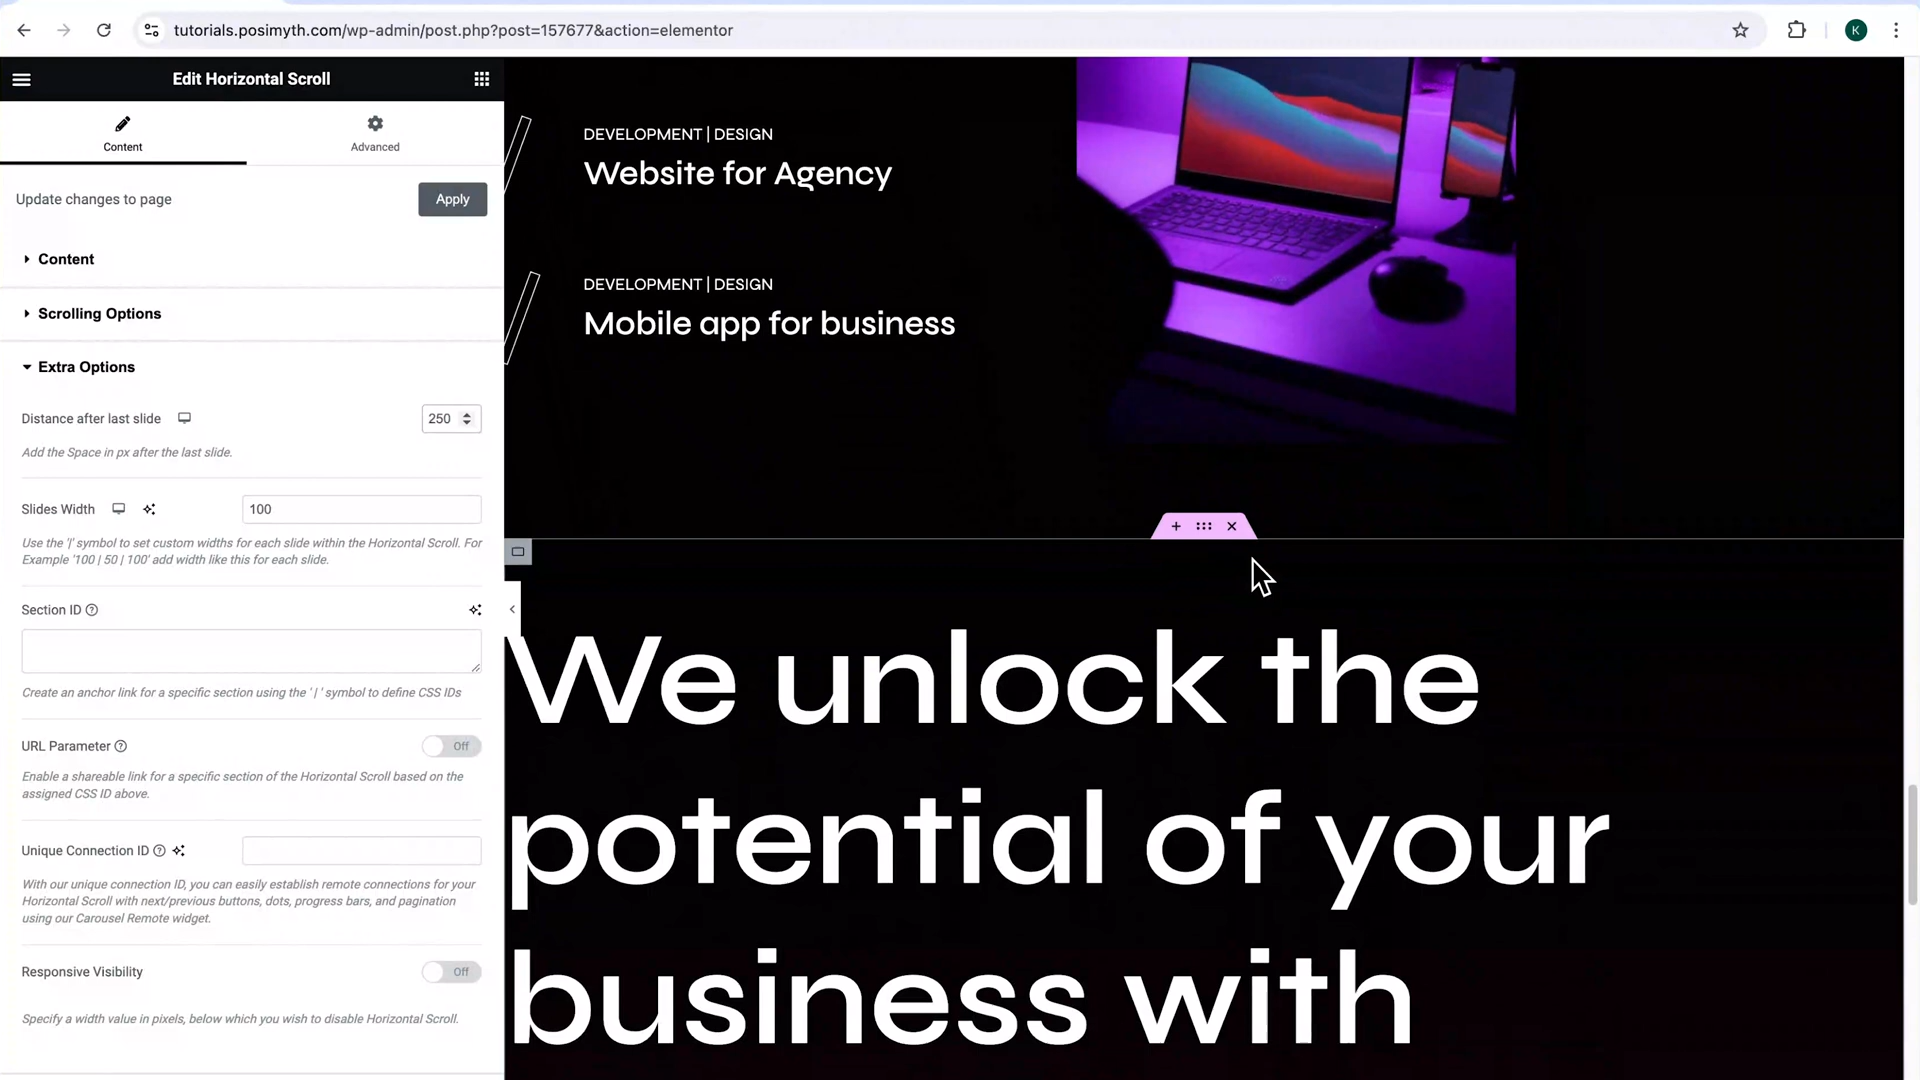 tutorials.posimyth.com/wp-admin/post.php?post=157677&action=elementor
K
Edit Horizontal Scroll
Content
Advanced
Update changes to page
Apply
Content
Scrolling Options
Extra Options
Distance after last slide
250
Add the Space in px after the last slide.
Slides Width
100
Use the '|' symbol to set custom widths for each slide within the Horizontal Scroll. For
Example '100 | 50 | 100' add width like this for each slide.
Section ID
Create an anchor link for a specific section using the ' | ' symbol to define CSS IDs
URL Parameter
Off
Enable a shareable link for a specific section of the Horizontal Scroll based on the
assigned CSS ID above.
Unique Connection ID
With our unique connection ID, you can easily establish remote connections for your
Horizontal Scroll with next/previous buttons, dots, progress bars, and pagination
using our Carousel Remote widget.
Responsive Visibility
Off
Specify a width value in pixels, below which you wish to disable Horizontal Scroll.
DEVELOPMENT | DESIGN
Website for Agency
DEVELOPMENT | DESIGN
Mobile app for business
We unlock the
potential of your
business with